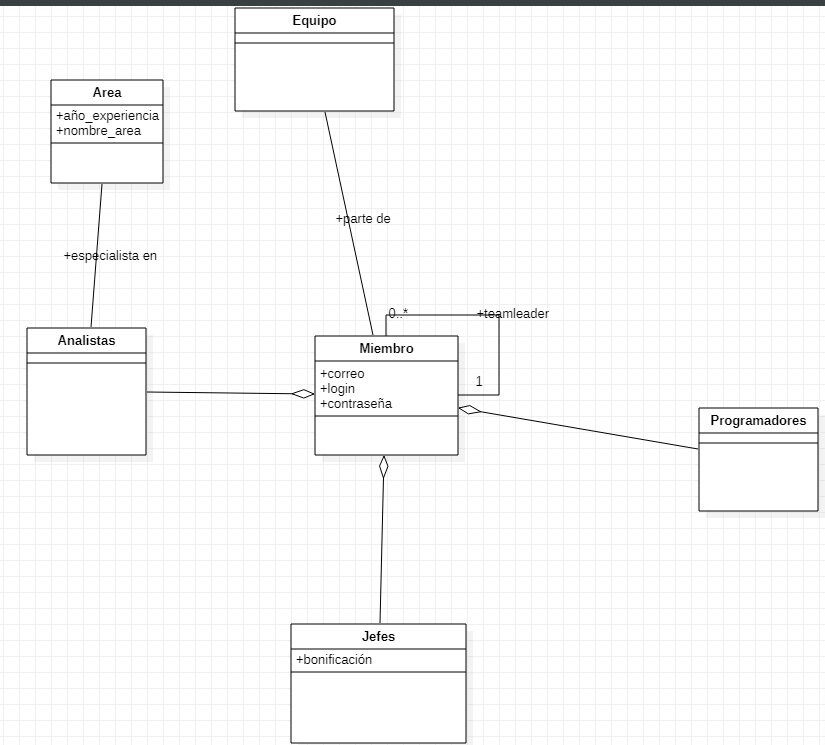 Equipo
Area
+año_experiencia
+nombre_area
+parte de
+especialista en
0..*
+teamleader
Analistas
Miembro
+correo
+login
+contraseña
1
Programadores
Jefes
+bonificación